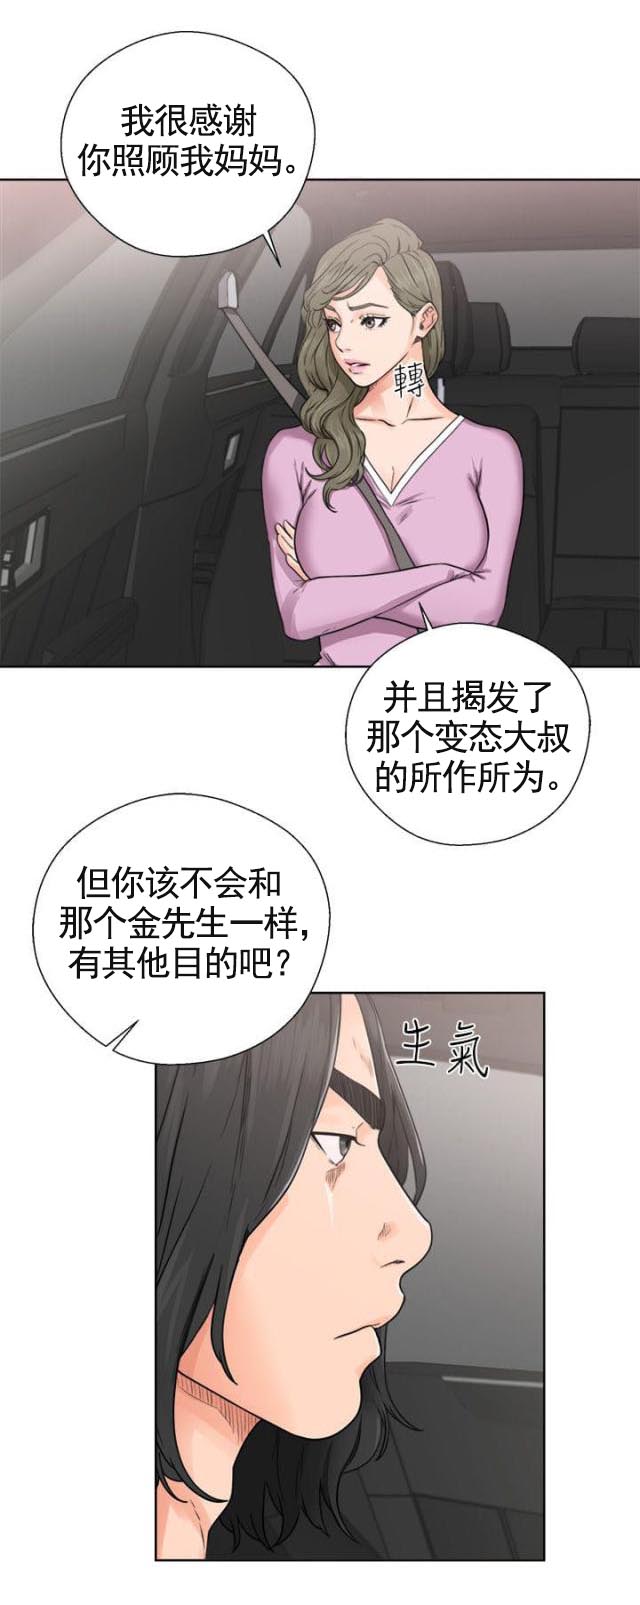 我很感谢
你照顾我妈妈。
轉
并且揭发了
那个变态大叔
的所作所为。
但你该不会和
那个金先生一样，
有其他目的吧？
生氣